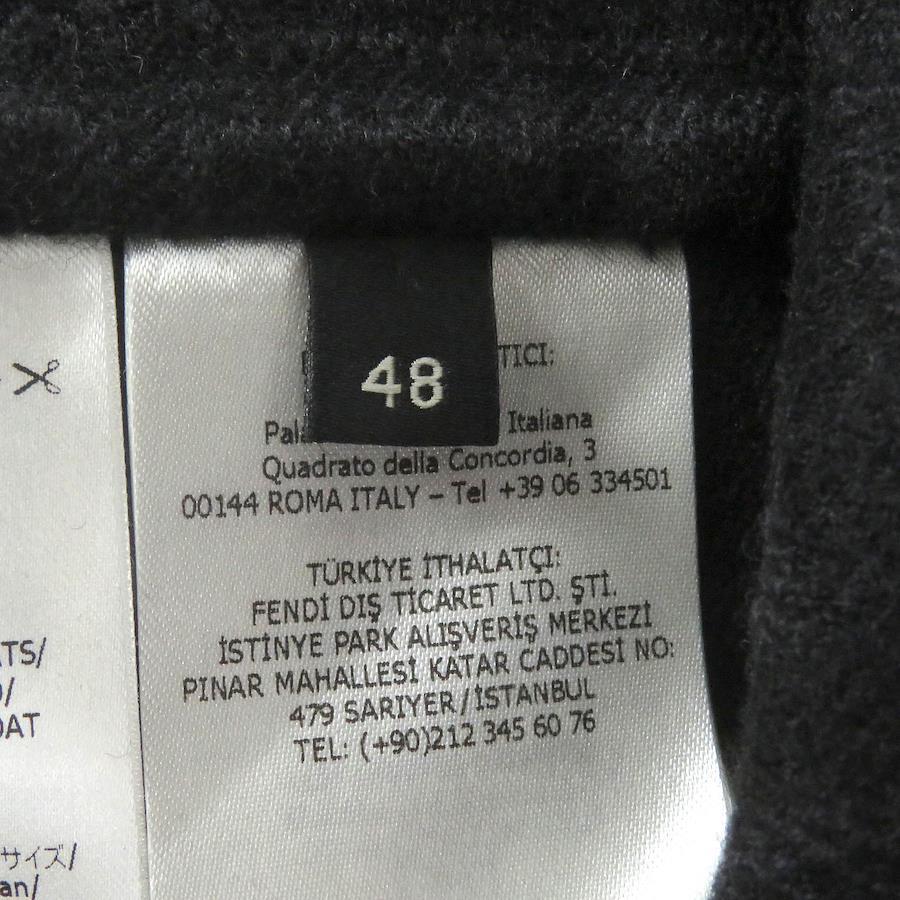 48
TICI:
Italiana
Quadrato della Concordia, 3
00144 ROMA ITALY – Tel +39 06 334501
TÜRKİYE İTHALATÇI:
FENDİ DIŞ TİCARET LTD. ŞTİ.
İSTİNYE PARK ALIŞVERİŞ MERKEZİ
PINAR MAHALLESİ KATAR CADDESİ NO:
479 SARIYER/İSTANBUL
TEL: (+90)212 345 60 76
TS/
/
OAT
サイズ/
an/